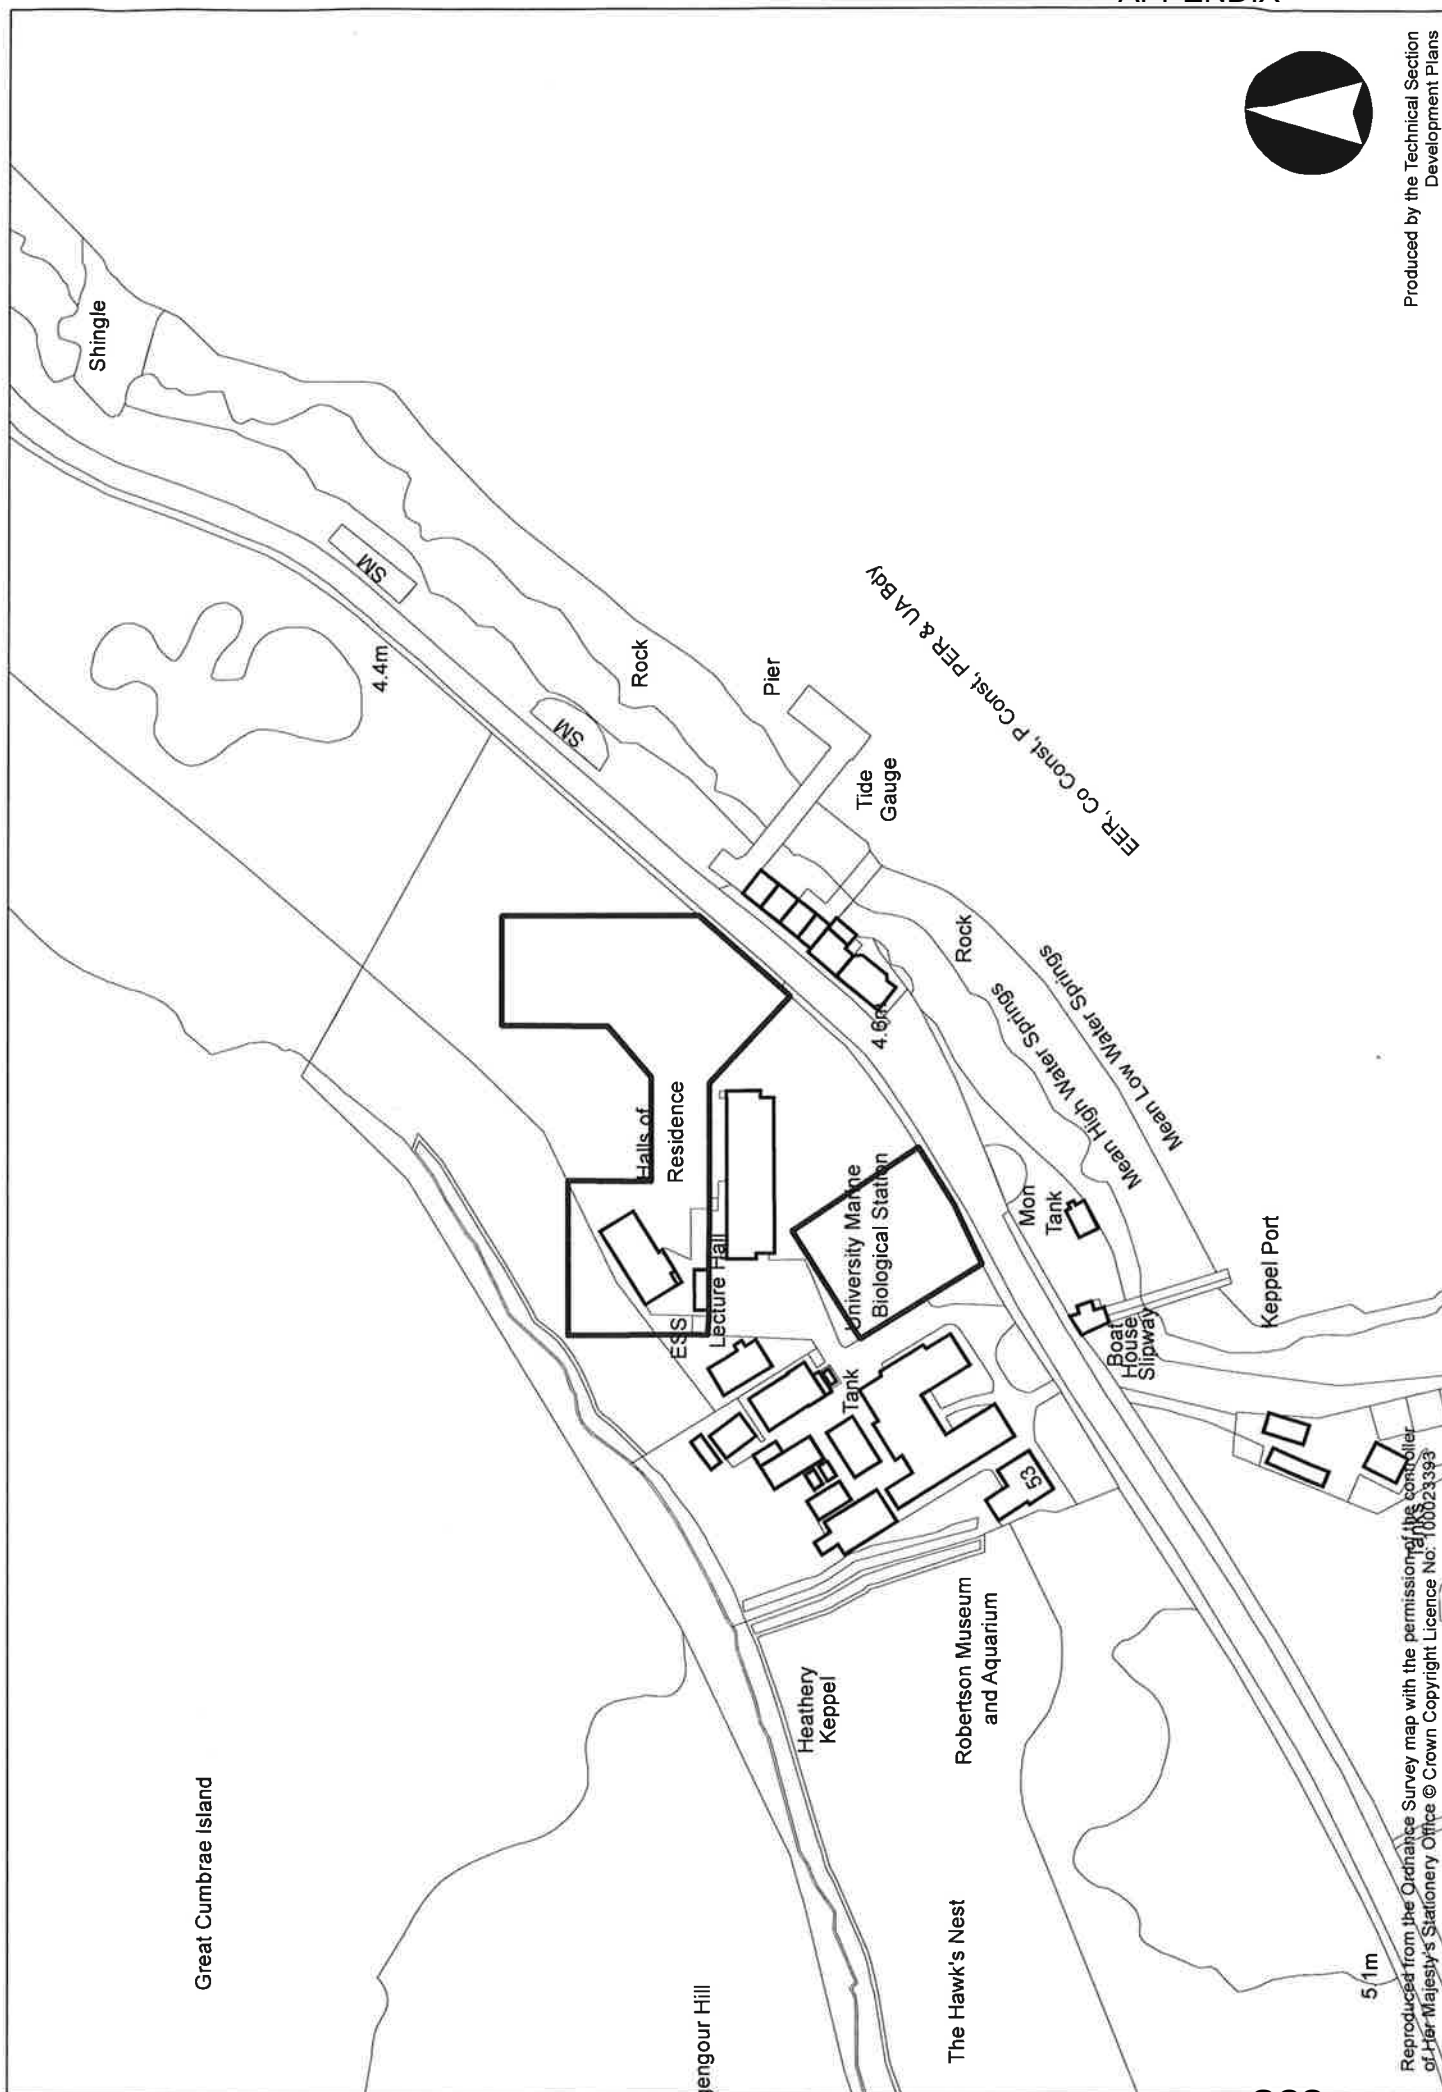 Produced by the Technical Section
Development Plans
Shingle
SM
4.4m
SM
Rock
Pier
Tide
Gauge
EER, Co Const, P Const, PER & UA Bdy
Rock
Mean Low Water Springs
Mean High Water Springs
Halls of
Residence
University Marine
Biological Station
Mon
Tank
Keppel Port
ESS
Lecture Hall
Boat
House
Slipway
Tank
53
Tanks
Great Cumbrae Island
Heathery
Keppel
Robertson Museum
and Aquarium
The Hawk's Nest
Hill
5.1m
Reproduced from the Ordnance Survey map with the permission of the controller
of Her Majesty's Stationery Office © Crown Copyright Licence No: 100023393